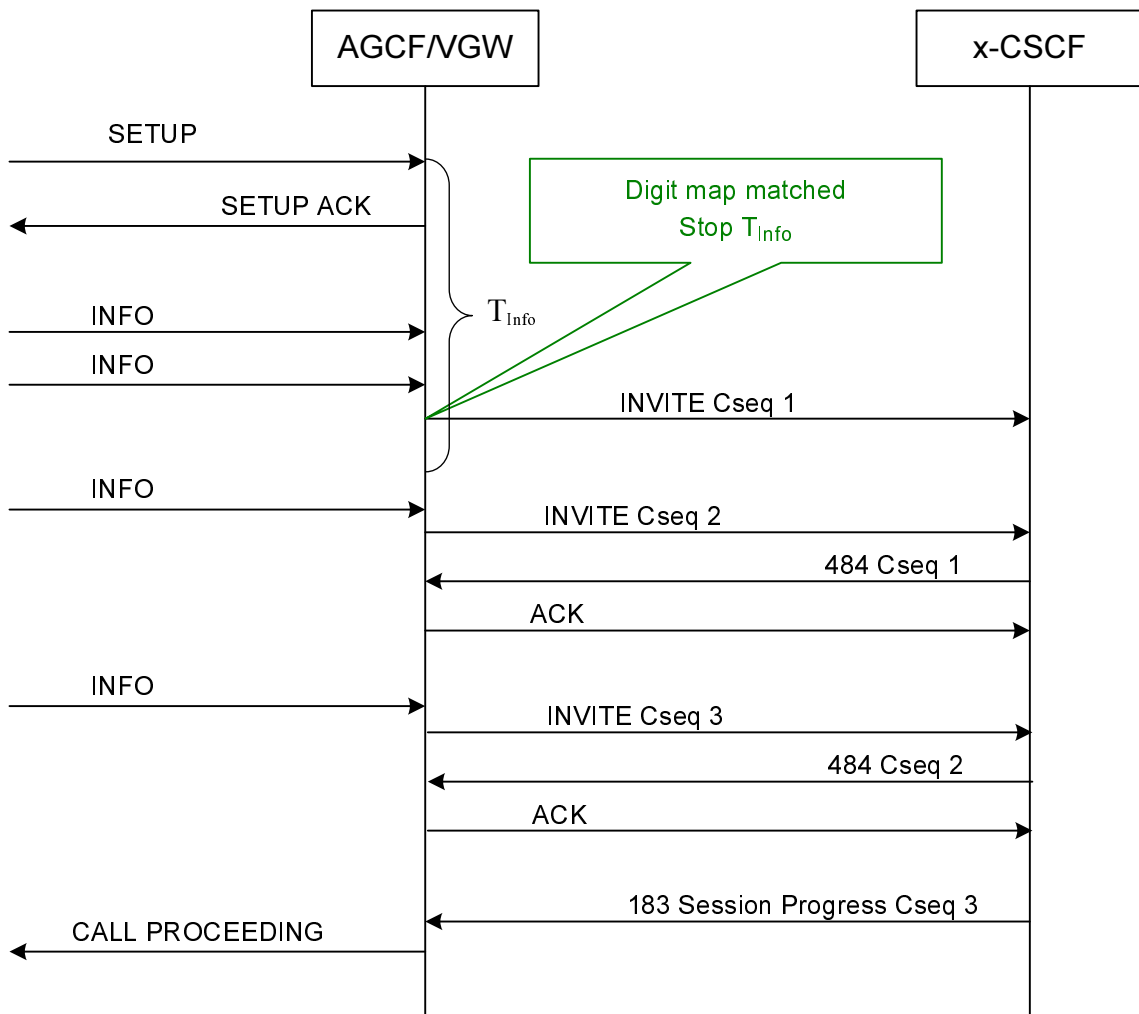 AGCF/VGW
x-CSCF
SETUP
Digit map matched
Stop TInfo
SETUP ACK
TInfo
INFO
INFO
INVITE Cseq 1
INFO
INVITE Cseq 2
484 Cseq 1
ACK
INFO
INVITE Cseq 3
484 Cseq 2
ACK
183 Session Progress Cseq 3
CALL PROCEEDING